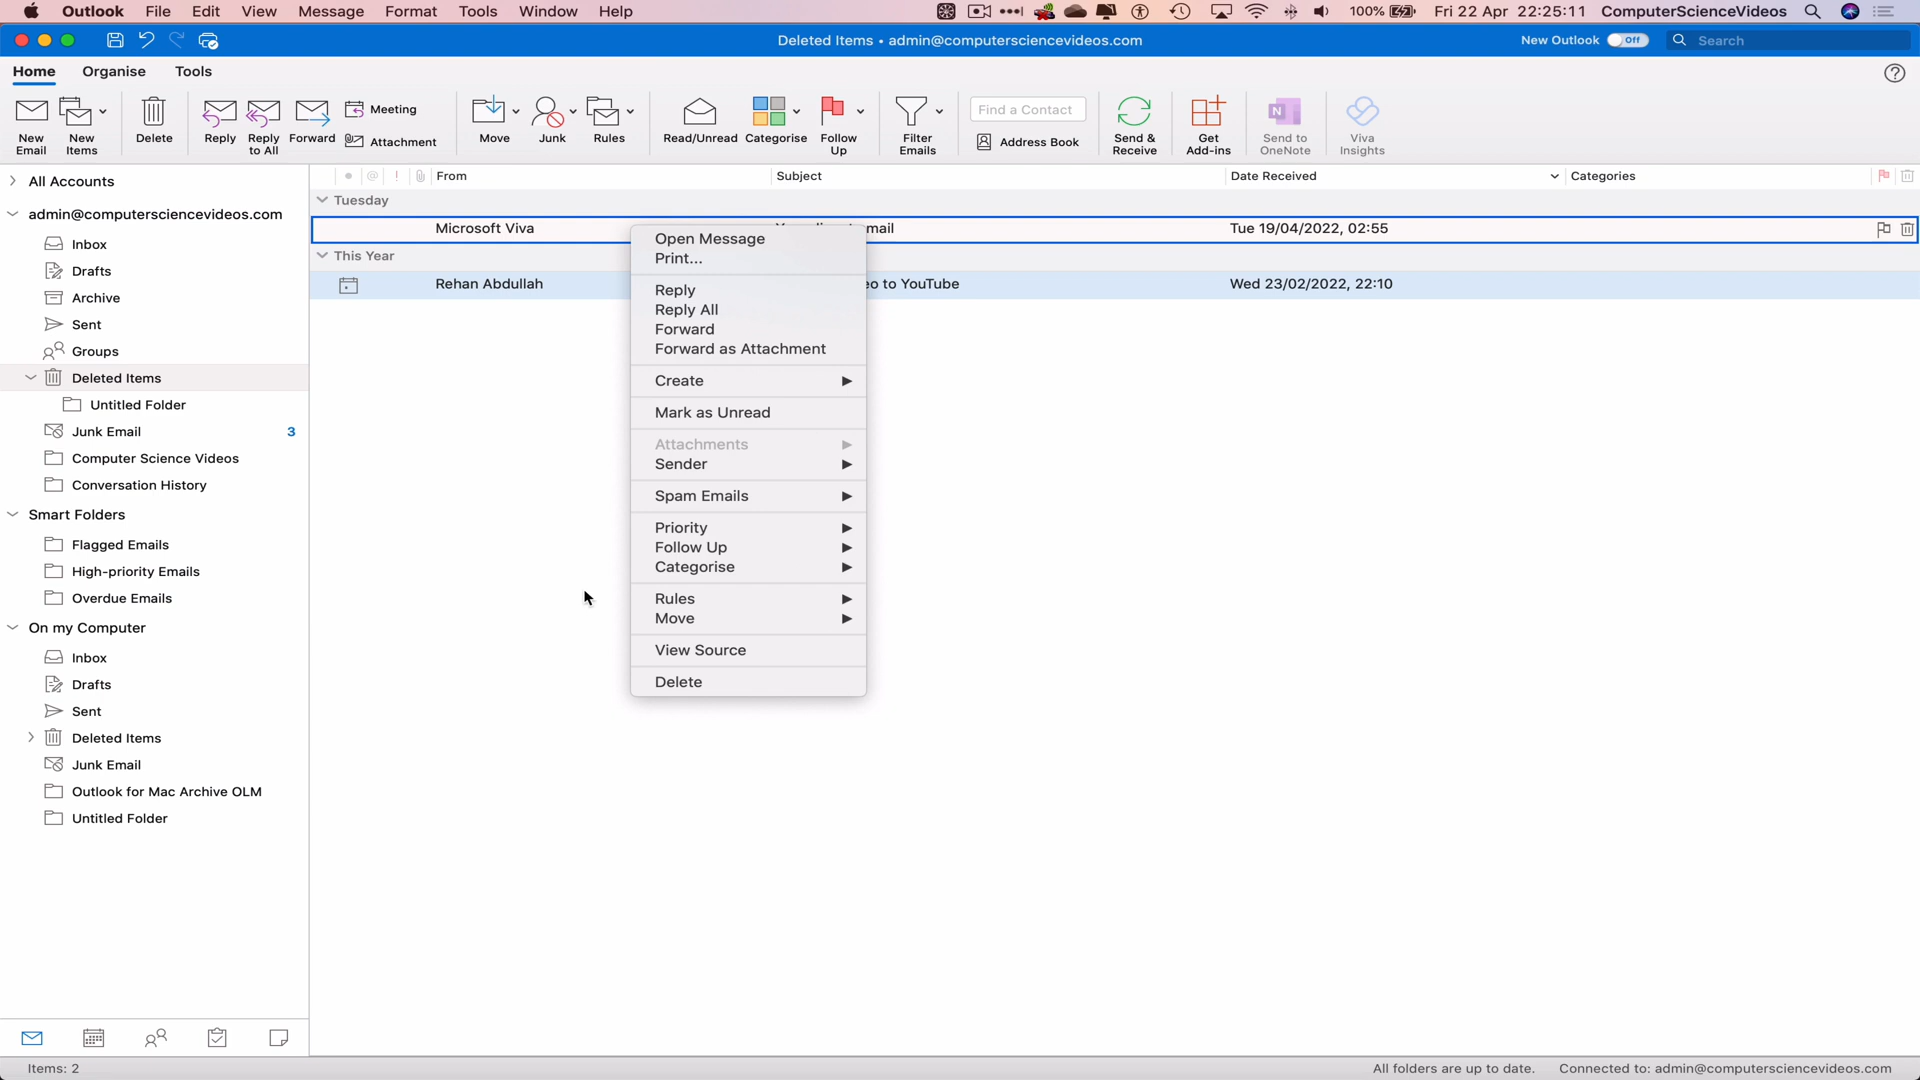 Outlook File Edit View Message Format Tools Window Help 100% Fri 22 Apr 22:25:11 ComputerScienceVideos
Deleted Items • admin@computersciencevideos.com New Outlook Off Search
Home Organise Tools
New Email
New Items
Delete
Reply
Reply to All
Forward
Meeting
Attachment
Move
Junk
Rules
Read/Unread
Categorise
Follow Up
Filter Emails
Find a Contact
Address Book
Send & Receive
Get Add-ins
Send to OneNote
Viva Insights
All Accounts
admin@computersciencevideos.com
Inbox
Drafts
Archive
Sent
Groups
Deleted Items
Untitled Folder
Junk Email 3
Computer Science Videos
Conversation History
Smart Folders
Flagged Emails
High-priority Emails
Overdue Emails
On my Computer
Inbox
Drafts
Sent
Deleted Items
Junk Email
Outlook for Mac Archive OLM
Untitled Folder
From Subject Date Received Categories
Tuesday
Microsoft Viva mail Tue 19/04/2022, 02:55
This Year
Rehan Abdullah to YouTube Wed 23/02/2022, 22:10
Open Message
Print...
Reply
Reply All
Forward
Forward as Attachment
Create
Mark as Unread
Attachments
Sender
Spam Emails
Priority
Follow Up
Categorise
Rules
Move
View Source
Delete
Items: 2 All folders are up to date. Connected to: admin@computersciencevideos.com